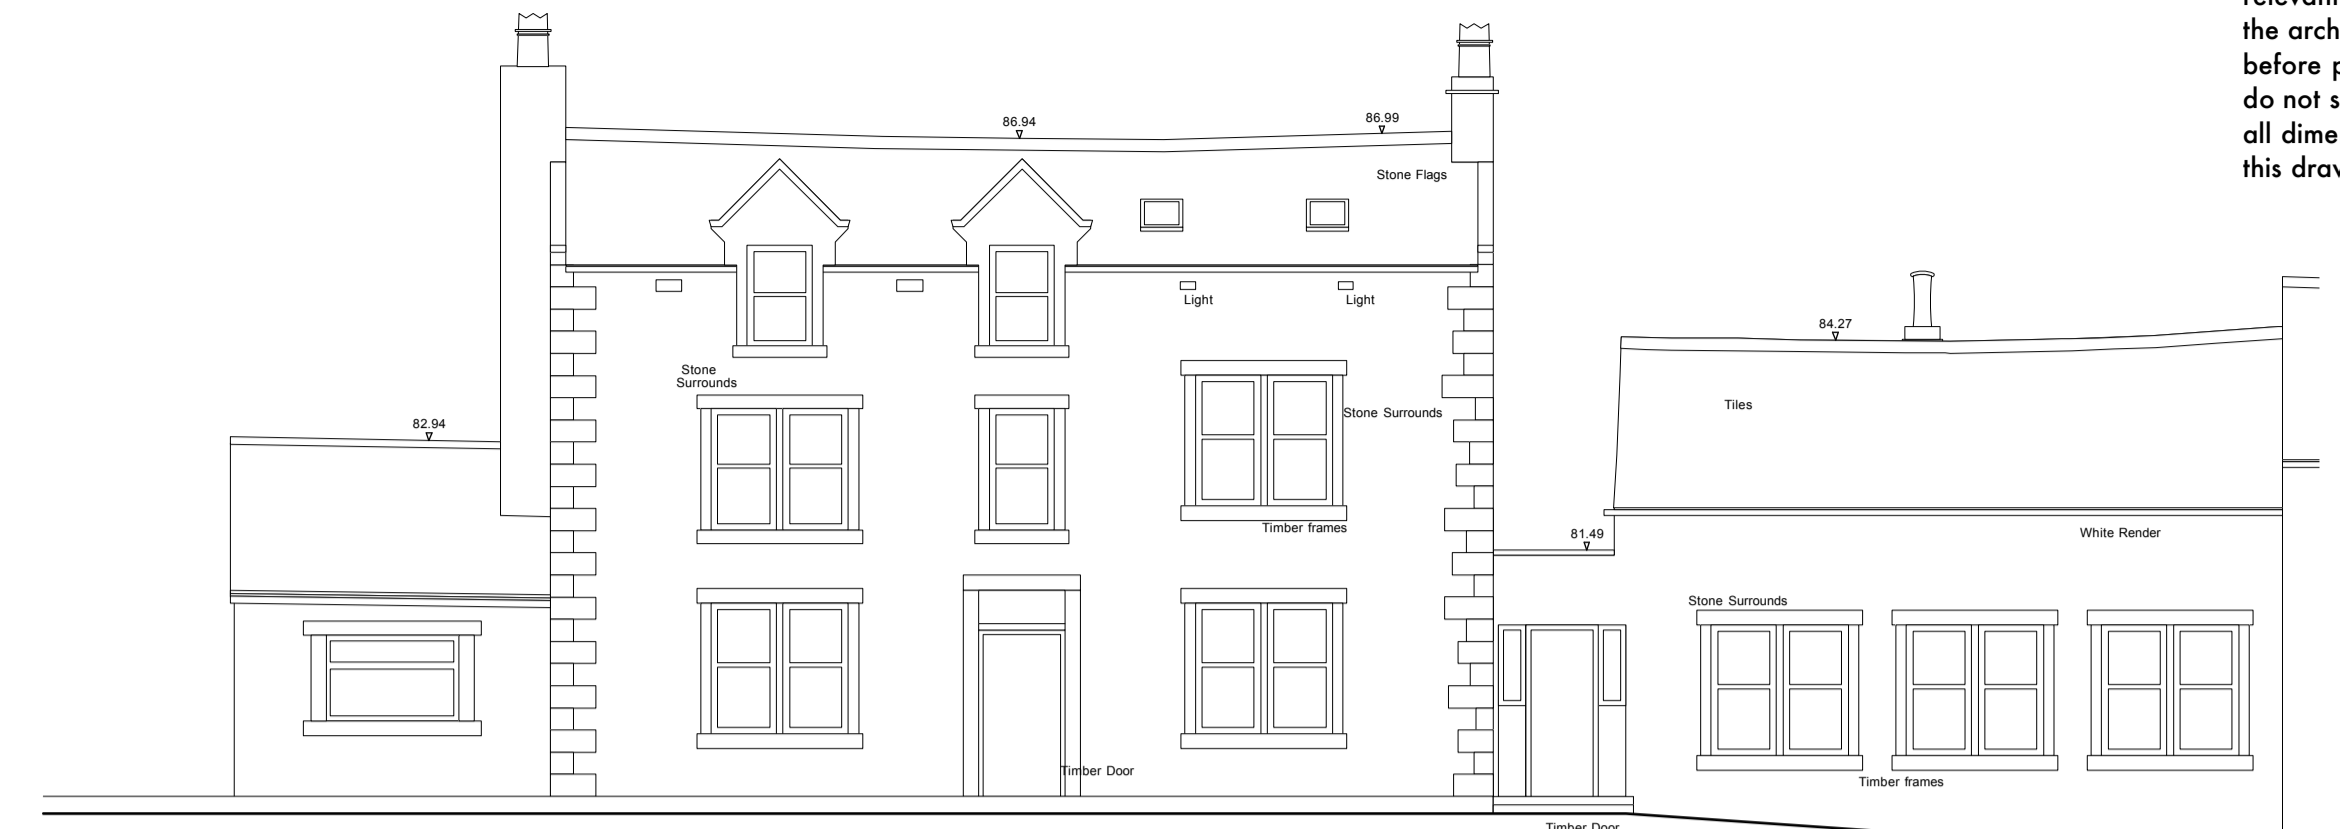 the arch
before p
do not s
all dime
this draw
86.94
86.99
Stone Flags
Light
Light
84.27
Stone
Surrounds
Tiles
Stone Surrounds
82.94
Timber frames
81.49
White Render
Stone Surrounds
Timber Door
Timber frames
Timber Door